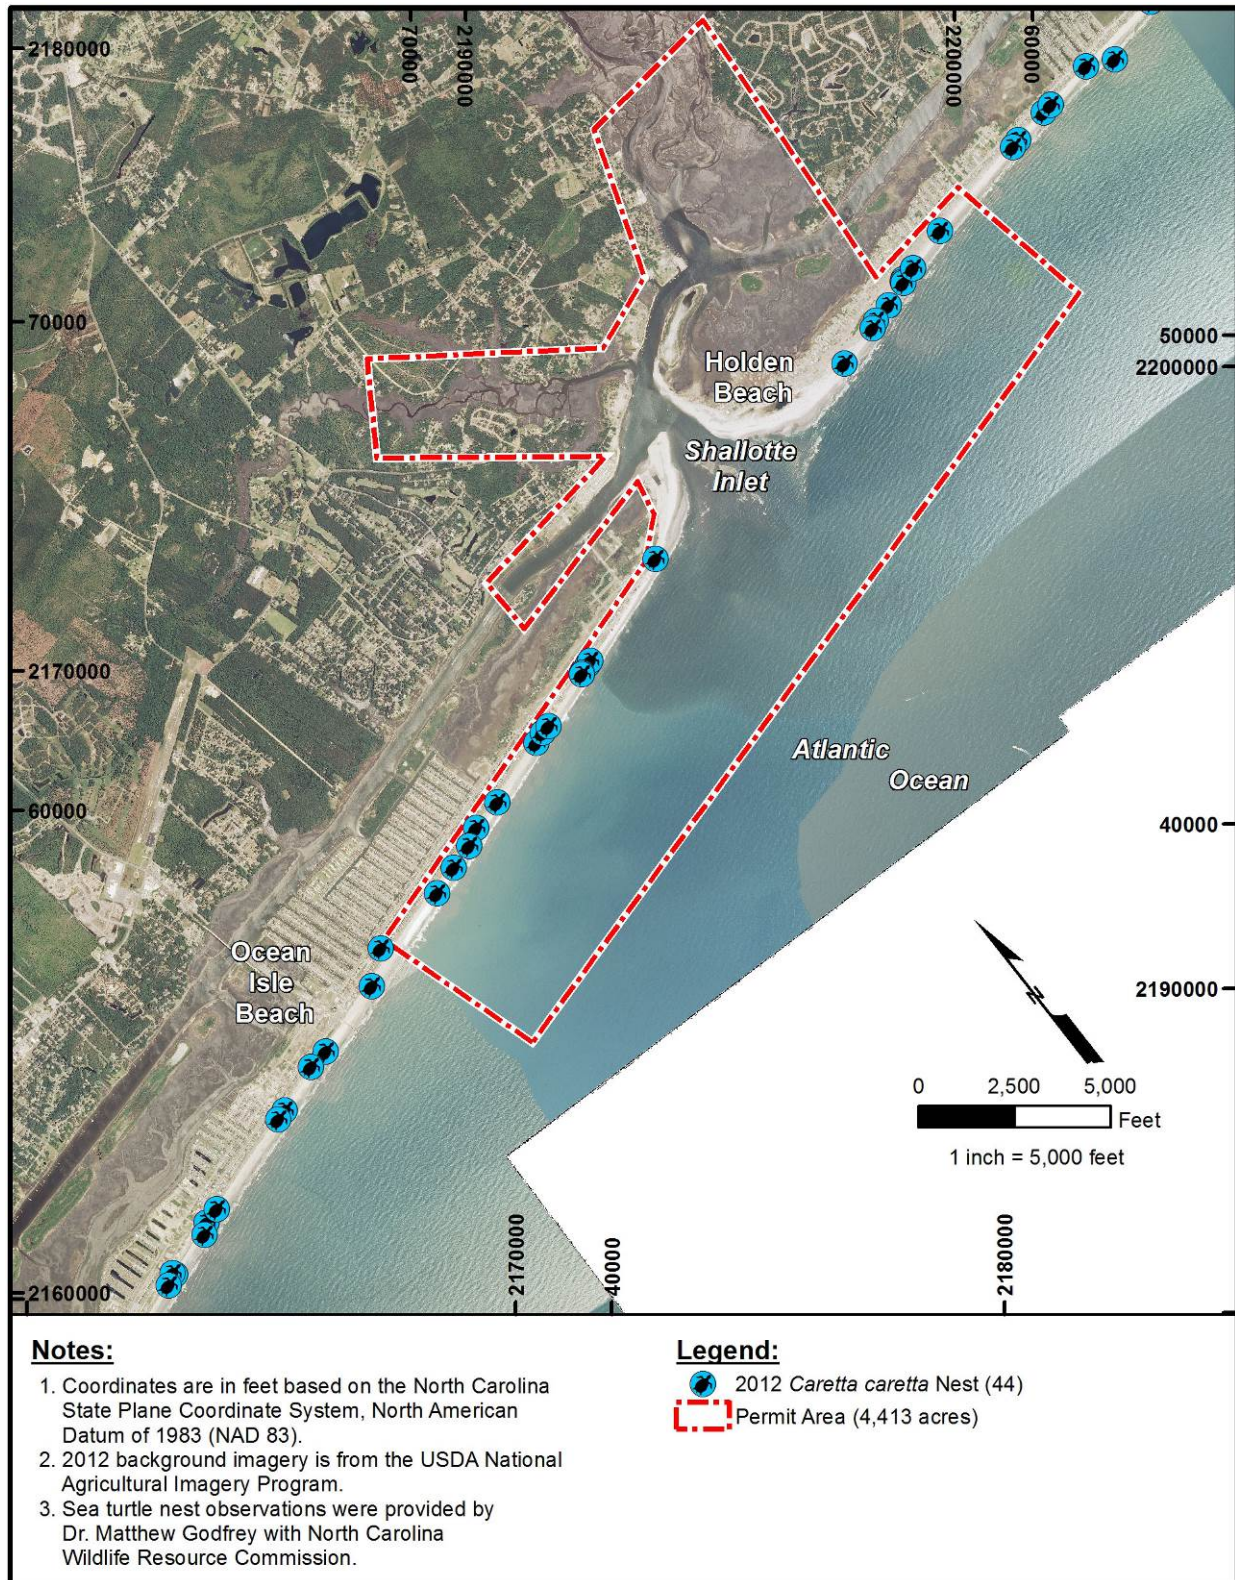 2180000
70000
2190000
2200000
60000
70000
50000
2200000
Holden
Beach
Shallotte
Inlet
2170000
Atlantic
Ocean
60000
40000
Ocean
Isle
Beach
2190000
N
0 2,500 5,000
Feet
1 inch = 5,000 feet
2170000
40000
2180000
2160000
Notes:
1. Coordinates are in feet based on the North Carolina
State Plane Coordinate System, North American
Datum of 1983 (NAD 83).
2. 2012 background imagery is from the USDA National
Agricultural Imagery Program.
3. Sea turtle nest observations were provided by
Dr. Matthew Godfrey with North Carolina
Wildlife Resource Commission.
Legend:
2012 Caretta caretta Nest (44)
Permit Area (4,413 acres)